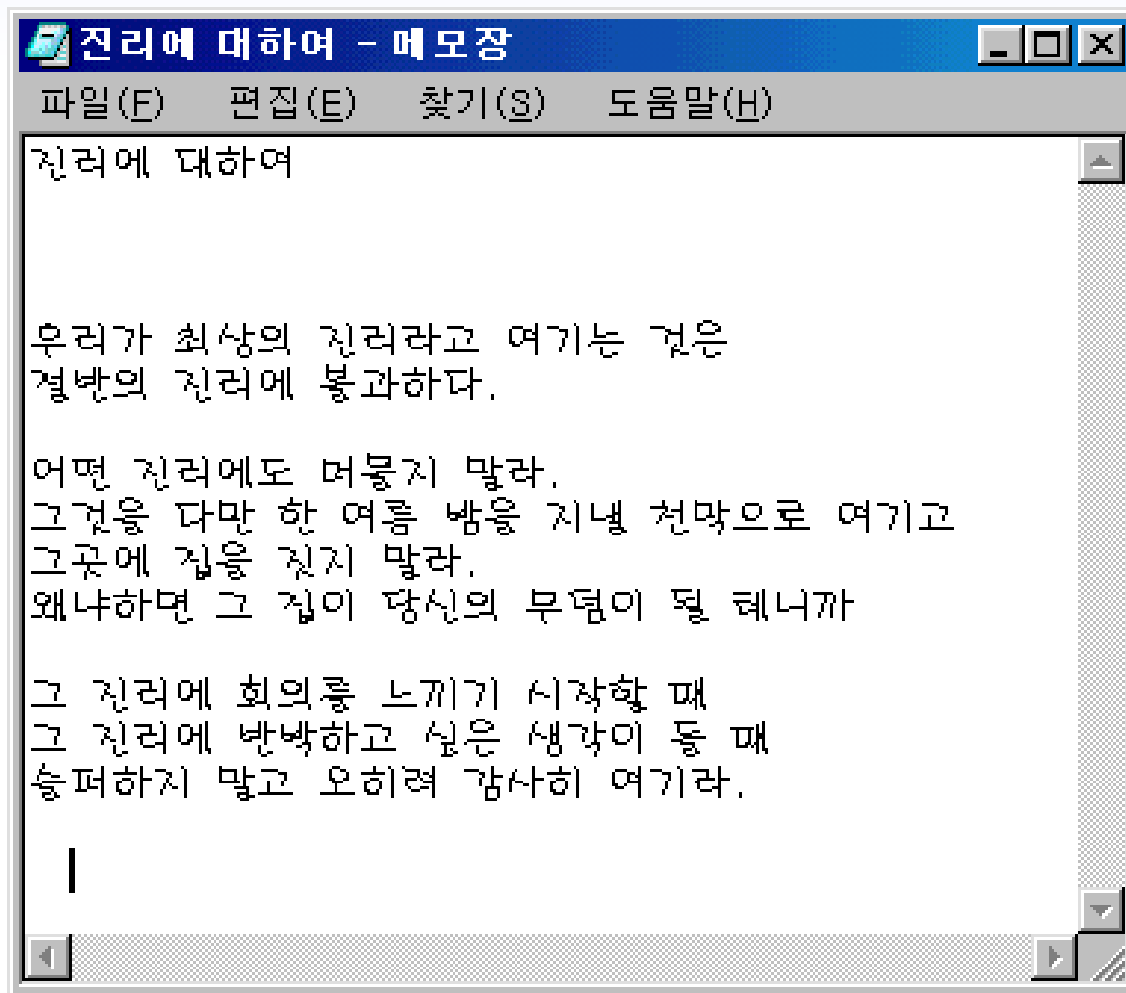 진리에 대하여 - 메모장
파일(F) 편집(E) 찾기(S) 도움말(H)
진리에 대하여
우리가 최상의 진리라고 여기는 것은
절반의 진리에 불과하다.
어떤 진리에도 머물지 말라.
그것을 다만 한 여름 밤을 지낼 천막으로 여기고
그곳에 집을 짓지 말라.
왜냐하면 그 집이 당신의 무덤이 될 테니까
그 진리에 회의를 느끼기 시작할 때
그 진리에 반박하고 싶은 생각이 들 때
슬퍼하지 말고 오히려 감사히 여기라.